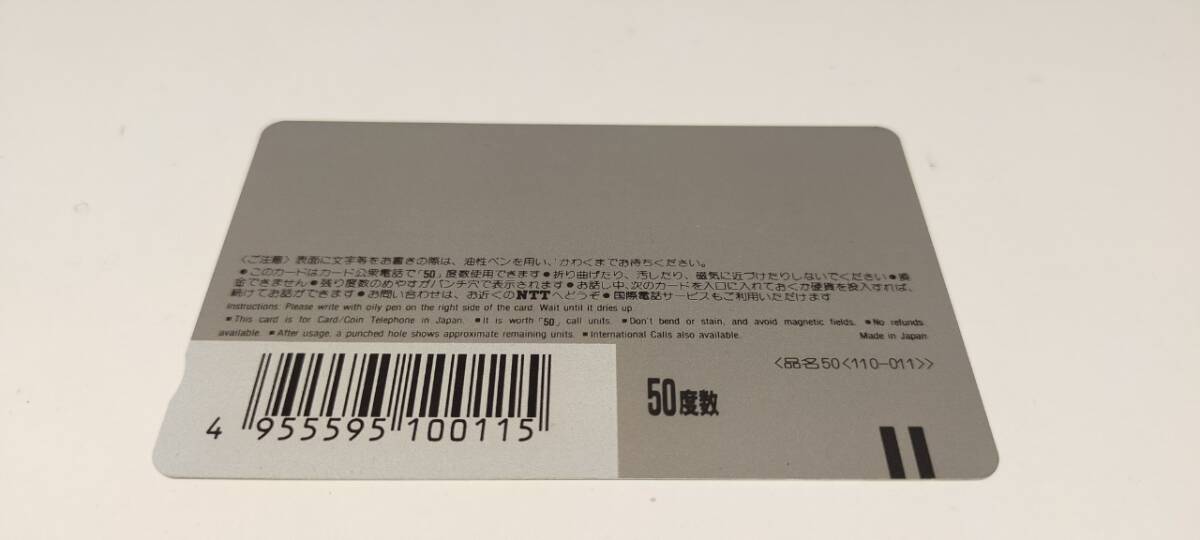 〈ご注意〉表面に文字等をお書きの際は、油性ペンを用い、かわくまでお待ちください。
●このカードはカード公衆電話で「50」度数使用できます●折り曲げたり、汚したり、磁気に近づけたりしないでください●換
金できません●残り度数のめやすがパンチ穴で表示されます●お話し中、次のカードを入口に入れておくか硬貨を投入すれば、
続けてお話ができます●お問い合わせは、お近くのNTTへどうぞ●国際電話サービスもご利用いただけます
Instructions: Please write with oily pen on the right side of the card. Wait until it dries up.
■This card is for Card/Coin Telephone in Japan. ■It is worth「50」call units. ■Don't bend or stain, and avoid magnetic fields. ■No refunds
available. ■After usage, a punched hole shows approximate remaining units. ■International Calls also available. Made in Japan
〈品名50〈110-011〉〉
50度数
4 955595 100115